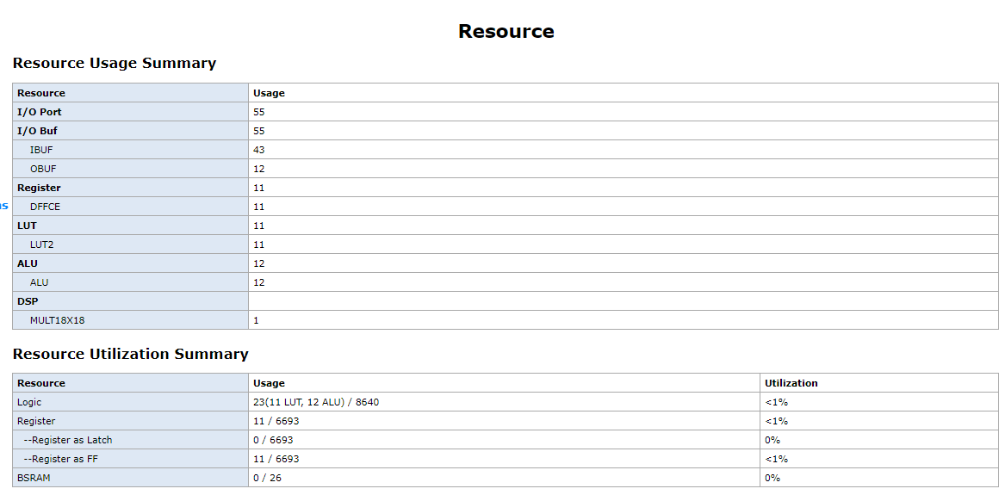 Resource
Resource Usage Summary
Resource Usage
I/O Port 55
I/O Buf 55
IBUF 43
OBUF 12
Register 11
DFFCE 11
LUT 11
LUT2 11
ALU 12
ALU 12
DSP
MULT18X18 1
Resource Utilization Summary
Resource Usage Utilization
Logic 23(11 LUT, 12 ALU) / 8640 <1%
Register 11 / 6693 <1%
--Register as Latch 0 / 6693 0%
--Register as FF 11 / 6693 <1%
BSRAM 0 / 26 0%